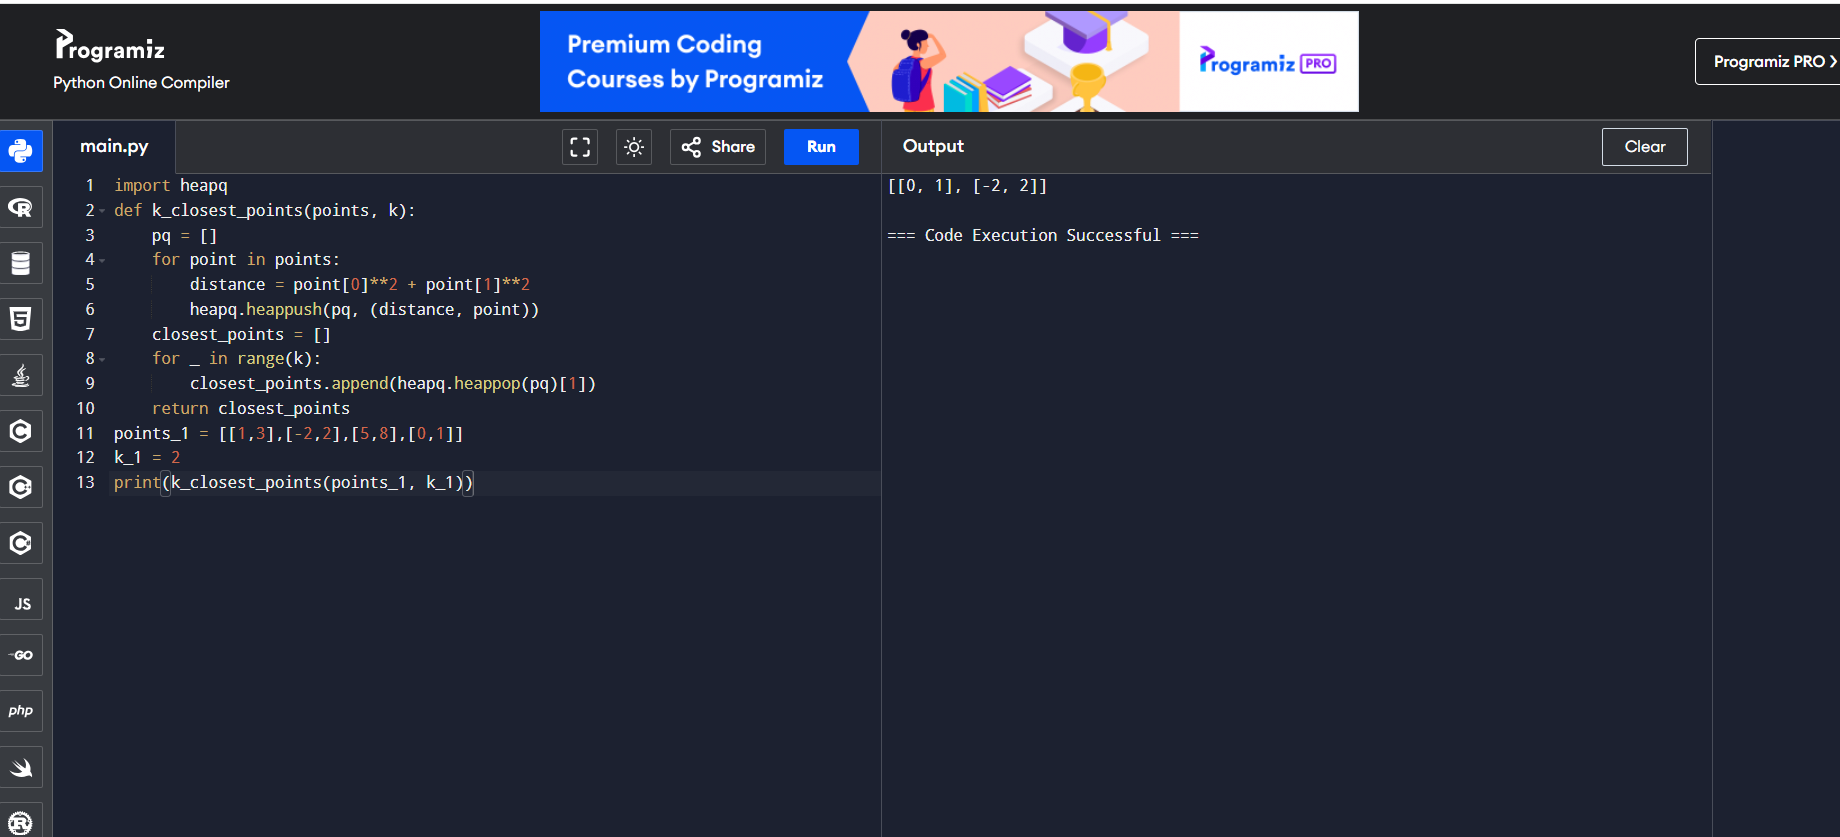 Programiz
Python Online Compiler
Premium Coding
Courses by Programiz
Programiz PRO
Programiz PRO
main.py
Share
Run
Output
Clear
1 import heapq
2 def k_closest_points(points, k):
3     pq = []
4     for point in points:
5         distance = point[0]**2 + point[1]**2
6         heapq.heappush(pq, (distance, point))
7     closest_points = []
8     for _ in range(k):
9         closest_points.append(heapq.heappop(pq)[1])
10     return closest_points
11 points_1 = [[1,3],[-2,2],[5,8],[0,1]]
12 k_1 = 2
13 print(k_closest_points(points_1, k_1))
[[0, 1], [-2, 2]]
=== Code Execution Successful ===
R
5
C
C
C
JS
GO
php
R